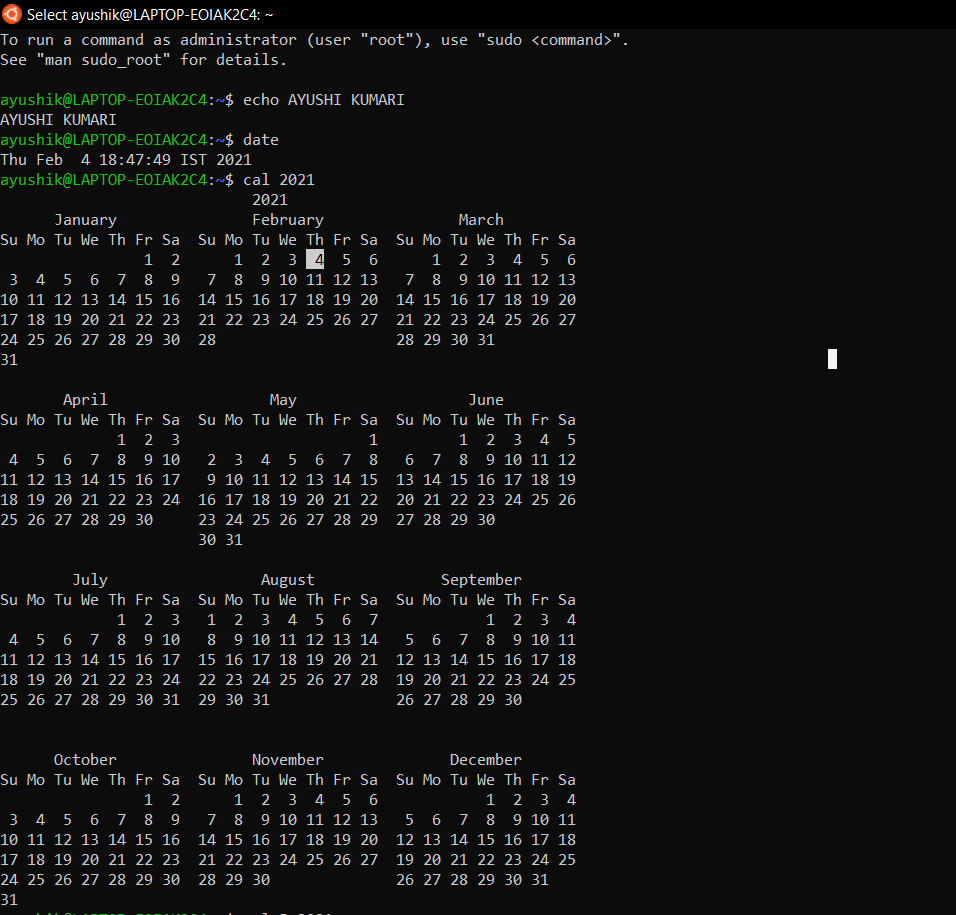 Select ayushik@LAPTOP-EOIAK2C4: ~
To run a command as administrator (user "root"), use "sudo <command>".
See "man sudo_root" for details.

ayushik@LAPTOP-EOIAK2C4:~$ echo AYUSHI KUMARI
AYUSHI KUMARI
ayushik@LAPTOP-EOIAK2C4:~$ date
Thu Feb  4 18:47:49 IST 2021
ayushik@LAPTOP-EOIAK2C4:~$ cal 2021
                            2021
      January               February               March
Su Mo Tu We Th Fr Sa  Su Mo Tu We Th Fr Sa  Su Mo Tu We Th Fr Sa
                1  2      1  2  3  4  5  6      1  2  3  4  5  6
 3  4  5  6  7  8  9   7  8  9 10 11 12 13   7  8  9 10 11 12 13
10 11 12 13 14 15 16  14 15 16 17 18 19 20  14 15 16 17 18 19 20
17 18 19 20 21 22 23  21 22 23 24 25 26 27  21 22 23 24 25 26 27
24 25 26 27 28 29 30  28                    28 29 30 31
31

       April                  May                   June
Su Mo Tu We Th Fr Sa  Su Mo Tu We Th Fr Sa  Su Mo Tu We Th Fr Sa
             1  2  3                     1         1  2  3  4  5
 4  5  6  7  8  9 10   2  3  4  5  6  7  8   6  7  8  9 10 11 12
11 12 13 14 15 16 17   9 10 11 12 13 14 15  13 14 15 16 17 18 19
18 19 20 21 22 23 24  16 17 18 19 20 21 22  20 21 22 23 24 25 26
25 26 27 28 29 30     23 24 25 26 27 28 29  27 28 29 30
                      30 31

        July                 August              September
Su Mo Tu We Th Fr Sa  Su Mo Tu We Th Fr Sa  Su Mo Tu We Th Fr Sa
             1  2  3   1  2  3  4  5  6  7            1  2  3  4
 4  5  6  7  8  9 10   8  9 10 11 12 13 14   5  6  7  8  9 10 11
11 12 13 14 15 16 17  15 16 17 18 19 20 21  12 13 14 15 16 17 18
18 19 20 21 22 23 24  22 23 24 25 26 27 28  19 20 21 22 23 24 25
25 26 27 28 29 30 31  29 30 31              26 27 28 29 30

      October               November              December
Su Mo Tu We Th Fr Sa  Su Mo Tu We Th Fr Sa  Su Mo Tu We Th Fr Sa
                1  2      1  2  3  4  5  6            1  2  3  4
 3  4  5  6  7  8  9   7  8  9 10 11 12 13   5  6  7  8  9 10 11
10 11 12 13 14 15 16  14 15 16 17 18 19 20  12 13 14 15 16 17 18
17 18 19 20 21 22 23  21 22 23 24 25 26 27  19 20 21 22 23 24 25
24 25 26 27 28 29 30  28 29 30              26 27 28 29 30 31
31